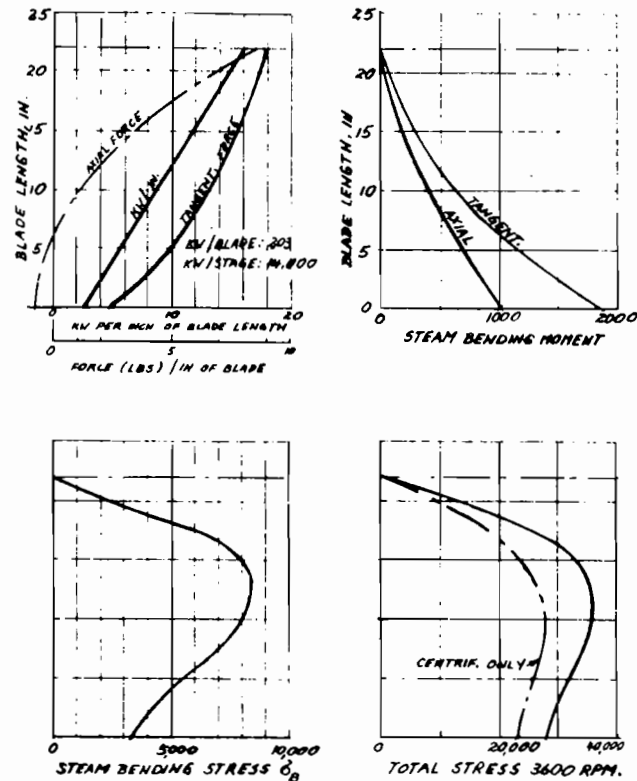 BLADE LENGTH, IN.
25
20
15
10
5
0
AXIAL FORCE
KW/IN.
TANGENT. FORCE
KW/BLADE: 203
KW/STAGE:
0 10 20
KW PER INCH OF BLADE LENGTH
0 5 10
FORCE (LBS) / IN OF BLADE
BLADE LENGTH, IN
25
20
15
10
5
0
TANGENT.
AXIAL
0 1000 2000
STEAM BENDING MOMENT
0 5,000 10,000
STEAM BENDING STRESS σB
CENTRIF. ONLY
0 20,000 40,000
TOTAL STRESS 3600 RPM.